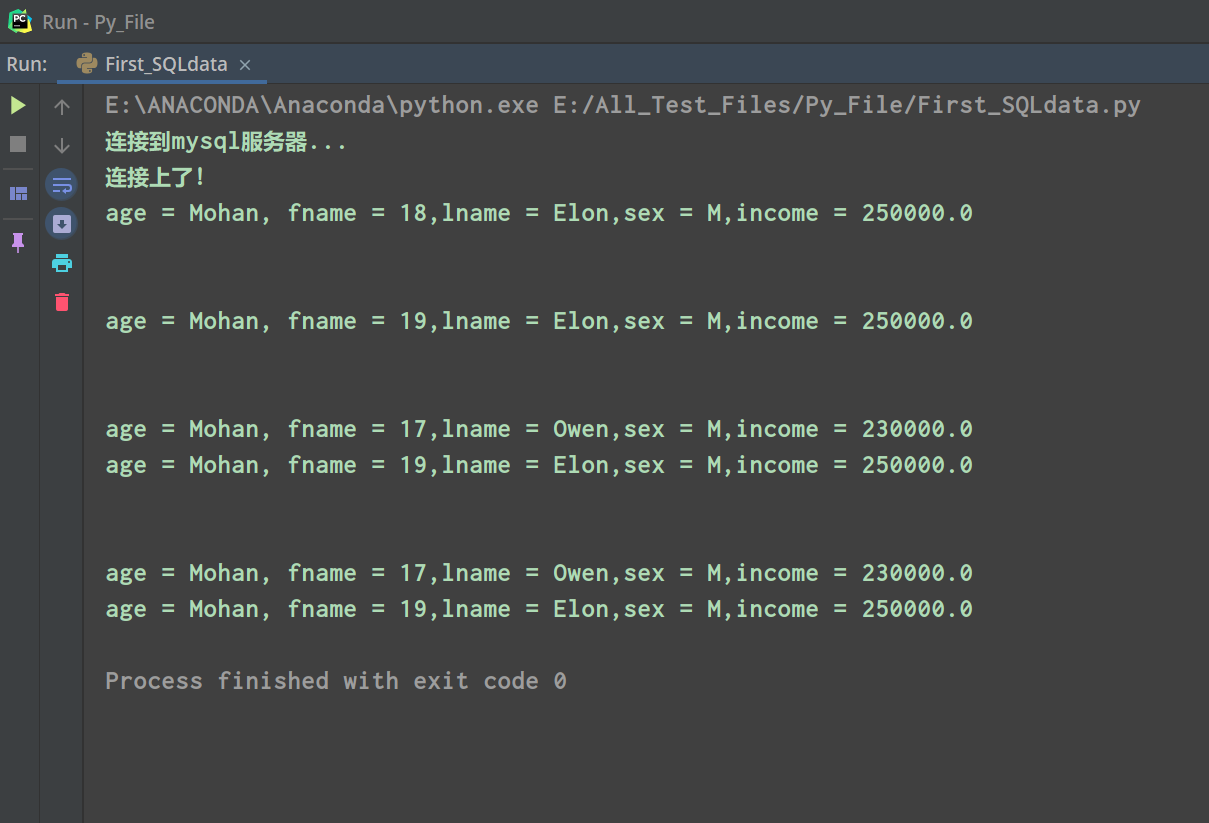 Run - Py_File
Run: First_SQLdata
E:\ANACONDA\Anaconda\python.exe E:/All_Test_Files/Py_File/First_SQLdata.py
连接到mysql服务器...
连接上了!
age = Mohan, fname = 18,lname = Elon,sex = M,income = 250000.0
age = Mohan, fname = 19,lname = Elon,sex = M,income = 250000.0
age = Mohan, fname = 17,lname = Owen,sex = M,income = 230000.0
age = Mohan, fname = 19,lname = Elon,sex = M,income = 250000.0
age = Mohan, fname = 17,lname = Owen,sex = M,income = 230000.0
age = Mohan, fname = 19,lname = Elon,sex = M,income = 250000.0
Process finished with exit code 0